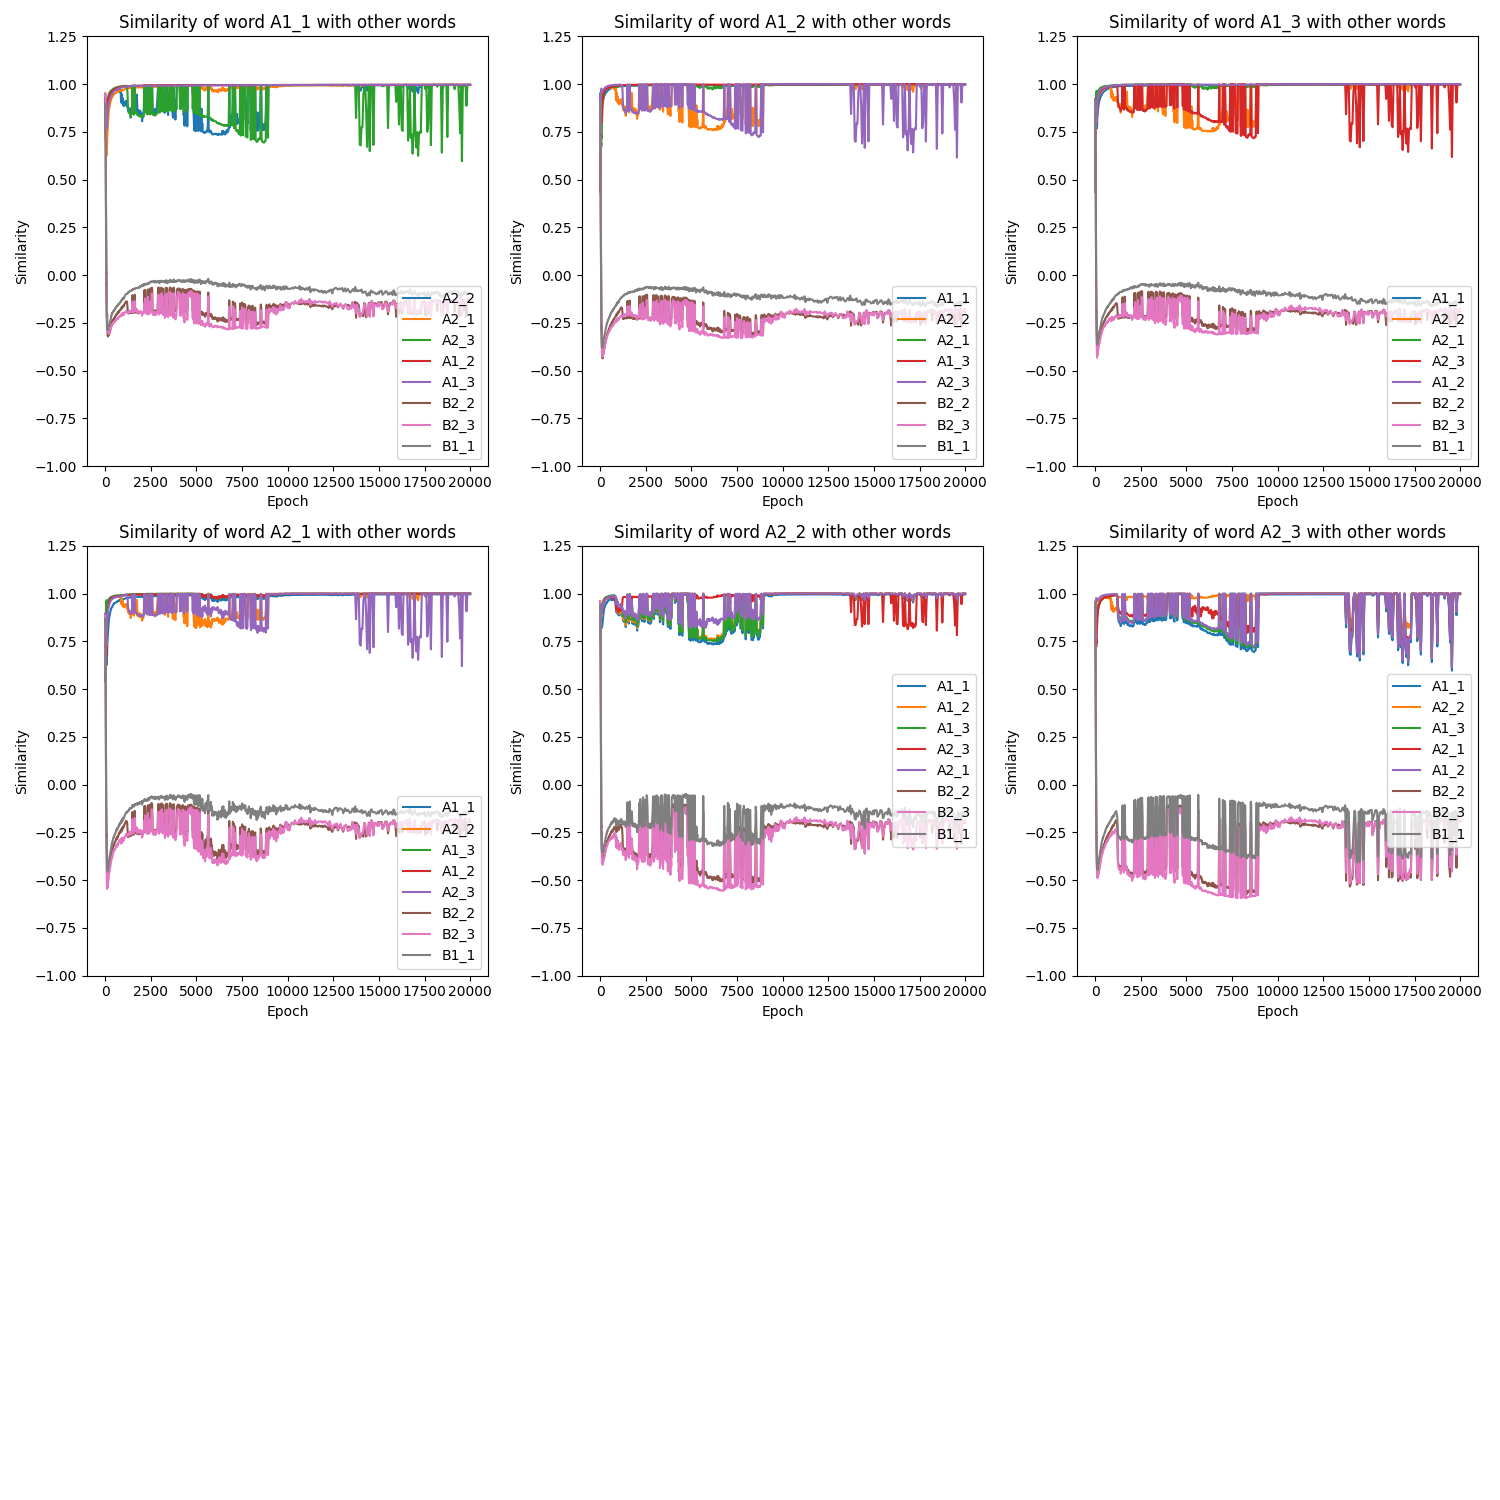 Similarity of word A1_1 with other words
1.25
1.00
0.75
0.50
0.25
0.00
−0.25
−0.50
−0.75
−1.00
Similarity
0 2500 5000 7500 10000 12500 15000 17500 20000
Epoch
A2_2
A2_1
A2_3
A1_2
A1_3
B2_2
B2_3
B1_1
Similarity of word A1_2 with other words
1.25
1.00
0.75
0.50
0.25
0.00
−0.25
−0.50
−0.75
−1.00
Similarity
0 2500 5000 7500 10000 12500 15000 17500 20000
Epoch
A1_1
A2_2
A2_1
A1_3
A2_3
B2_2
B2_3
B1_1
Similarity of word A1_3 with other words
1.25
1.00
0.75
0.50
0.25
0.00
−0.25
−0.50
−0.75
−1.00
Similarity
0 2500 5000 7500 10000 12500 15000 17500 20000
Epoch
A1_1
A2_2
A2_1
A2_3
A1_2
B2_2
B2_3
B1_1
Similarity of word A2_1 with other words
1.25
1.00
0.75
0.50
0.25
0.00
−0.25
−0.50
−0.75
−1.00
Similarity
0 2500 5000 7500 10000 12500 15000 17500 20000
Epoch
A1_1
A2_2
A1_3
A1_2
A2_3
B2_2
B2_3
B1_1
Similarity of word A2_2 with other words
1.25
1.00
0.75
0.50
0.25
0.00
−0.25
−0.50
−0.75
−1.00
Similarity
0 2500 5000 7500 10000 12500 15000 17500 20000
Epoch
A1_1
A1_2
A1_3
A2_3
A2_1
B2_2
B2_3
B1_1
Similarity of word A2_3 with other words
1.25
1.00
0.75
0.50
0.25
0.00
−0.25
−0.50
−0.75
−1.00
Similarity
0 2500 5000 7500 10000 12500 15000 17500 20000
Epoch
A1_1
A2_2
A1_3
A2_1
A1_2
B2_2
B2_3
B1_1